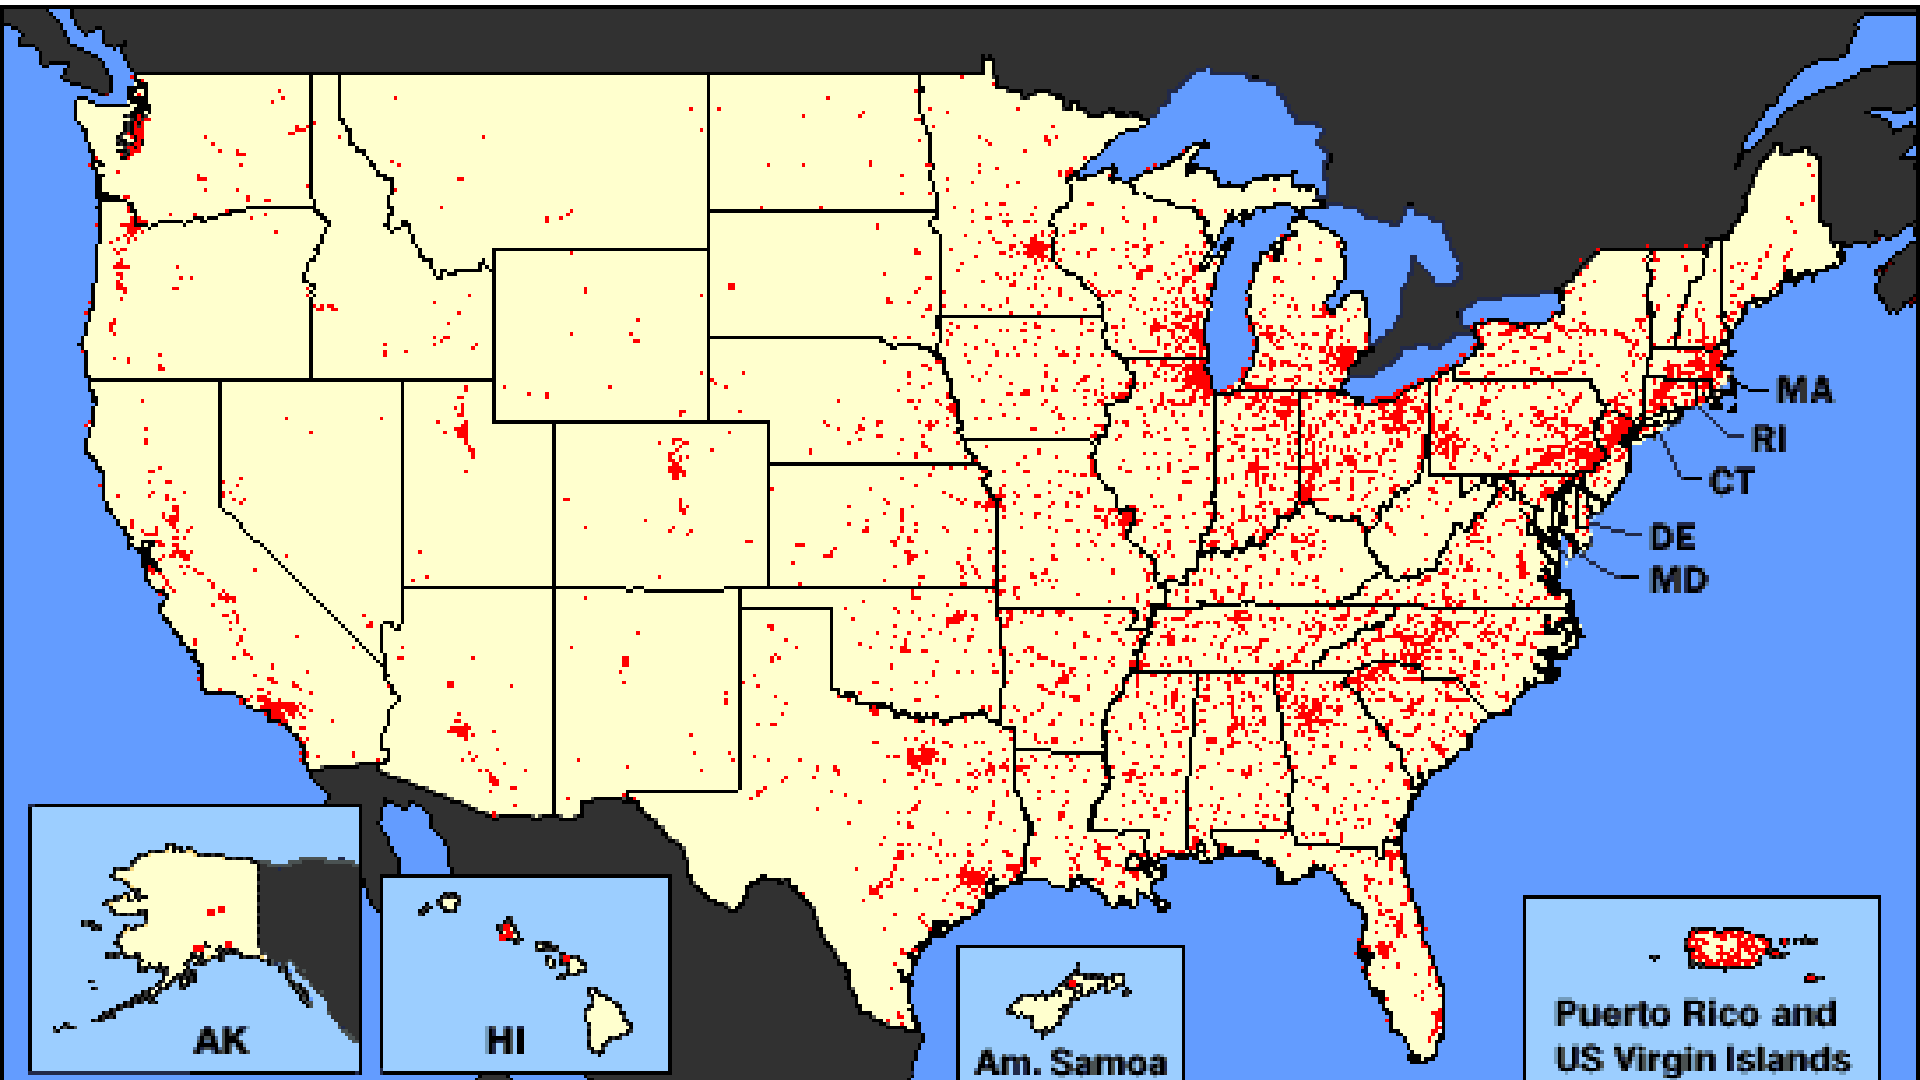 MA
RI
CT
DE
MD
AK
HI
Am. Samoa
Puerto Rico and
US Virgin Islands